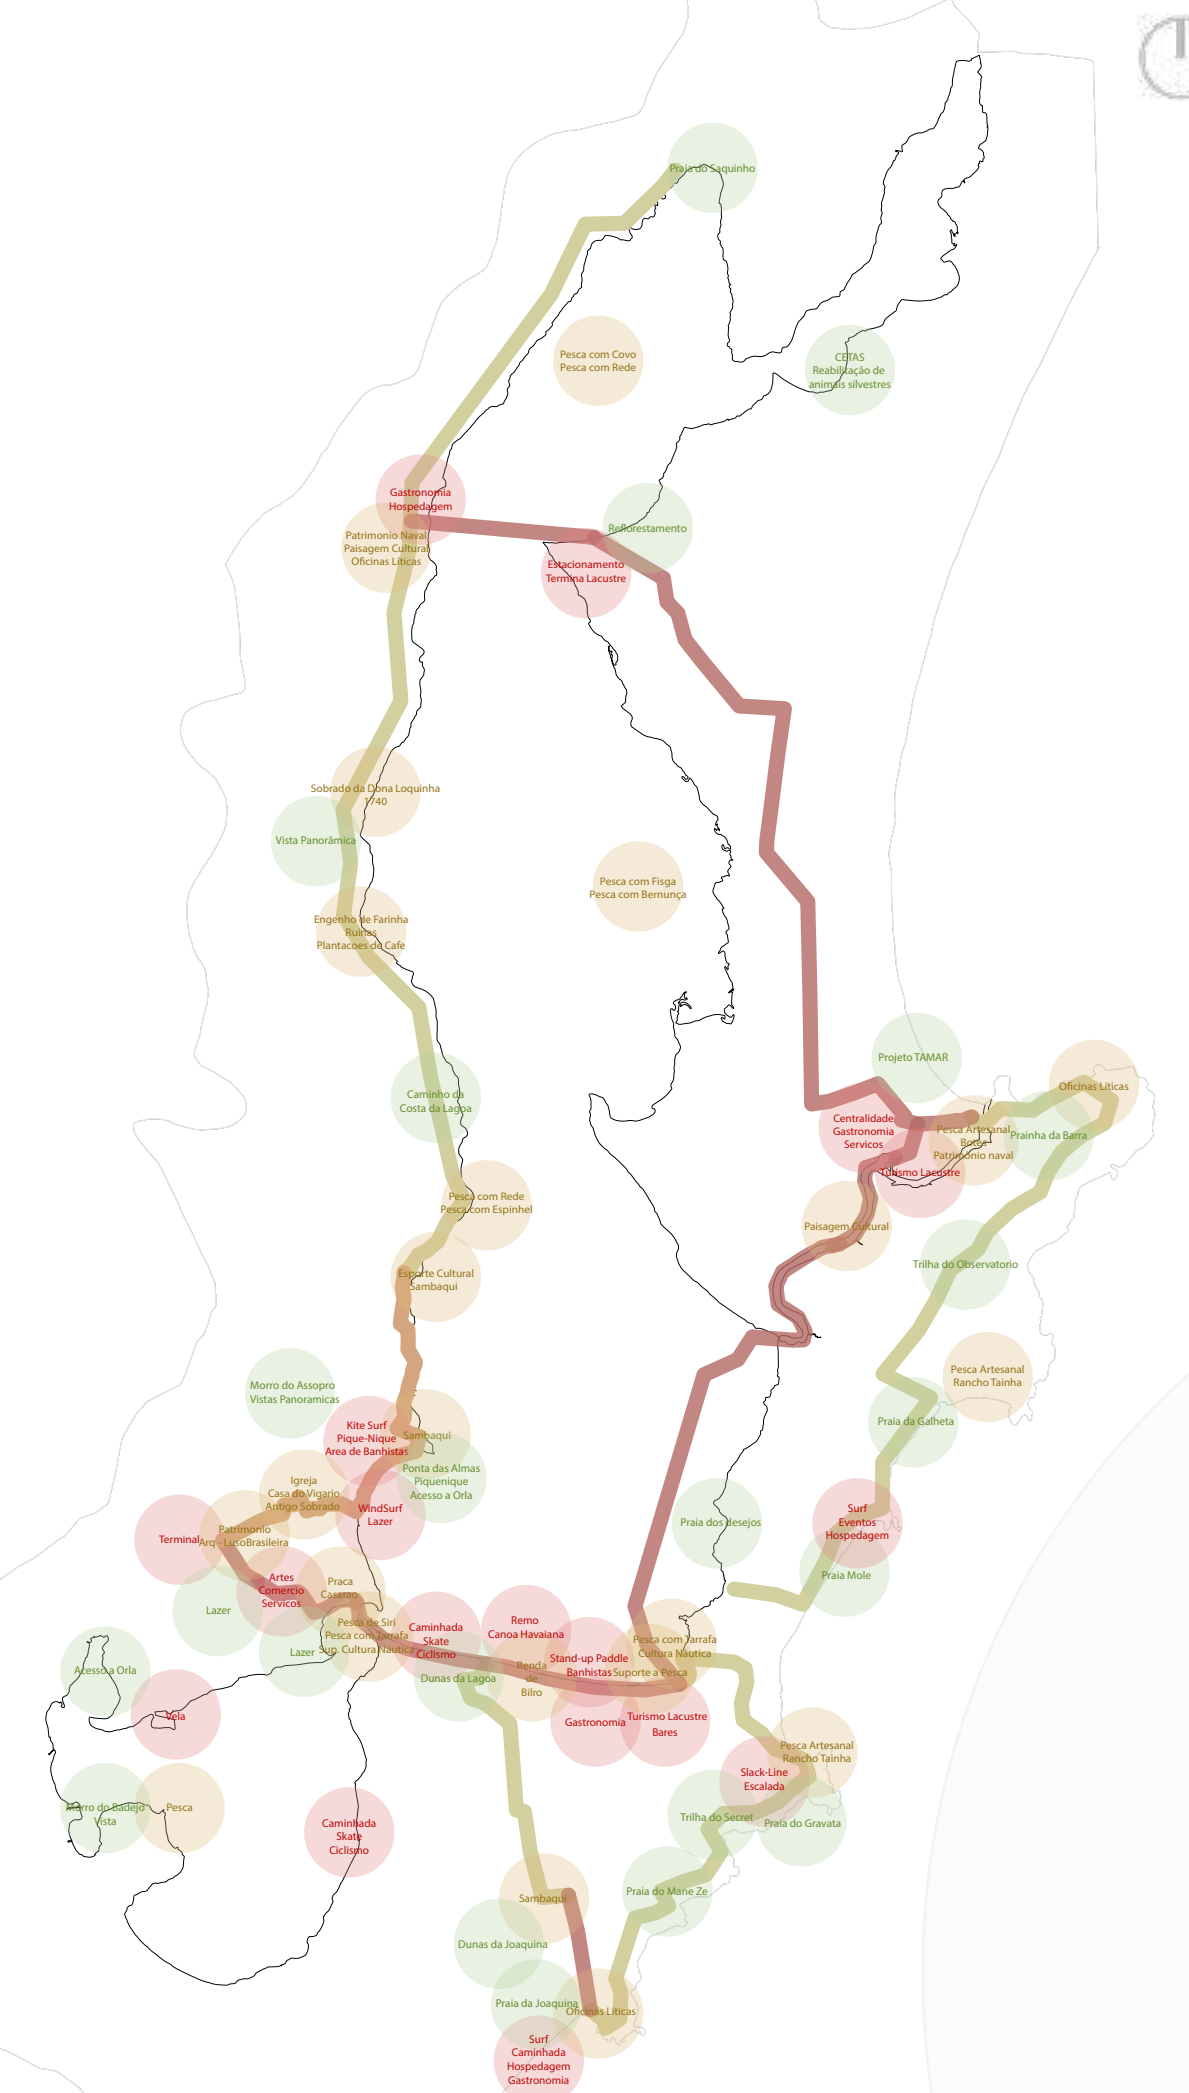 T
Praia do Saquinho
Pesca com Covo
Pesca com Rede
CETAS
Reabilitação de
animais silvestres
Gastronomia
Hospedagem
Patrimonio Naval
Paisagem Cultural
Oficinas Líticas
Reflorestamento
Estacionamento
Termina Lacustre
Sobrado da Dona Loquinha
1740
Vista Panorâmica
Pesca com Fisga
Pesca com Bernunça
Engenho de Farinha
Ruinas
Plantacoes de Cafe
Projeto TAMAR
Oficinas Líticas
Caminho da
Costa da Lagoa
Centralidade
Gastronomia
Servicos
Pesca Artesanal
Botes
Patrimonio naval
Prainha da Barra
Turismo Lacustre
Pesca com Rede
Pesca com Espinhel
Paisagem Cultural
Trilha do Observatorio
Esporte Cultural
Sambaqui
Pesca Artesanal
Rancho Tainha
Morro do Assopro
Vistas Panoramicas
Kite Surf
Pique-Nique
Area de Banhistas
Sambaqui
Praia da Galheta
Ponta das Almas
Piquenique
Acesso a Orla
Igreja
Casa do Vigario
Antigo Sobrado
WindSurf
Lazer
Praia dos desejos
Surf
Eventos
Hospedagem
Terminal
Patrimonio
Arq - LusoBrasileira
Praia Mole
Artes
Comercio
Servicos
Praca
Casarao
Lazer
Pesca de Siri
Pesca com Tarrafa
Sup. Cultura Nautica
Lazer
Caminhada
Skate
Ciclismo
Remo
Canoa Havaiana
Pesca com Tarrafa
Cultura Náutica
Suporte a Pesca
Stand-up Paddle
Banhistas
Renda
de
Bilro
Dunas da Lagoa
Acesso a Orla
Vela
Gastronomia
Turismo Lacustre
Bares
Pesca Artesanal
Rancho Tainha
Slack-Line
Escalada
Morro do Badejo
Vista
Pesca
Trilha do Secret
Praia do Gravata
Caminhada
Skate
Ciclismo
Praia do Mane Ze
Sambaqui
Dunas da Joaquina
Praia da Joaquina
Oficinas Líticas
Surf
Caminhada
Hospedagem
Gastronomia